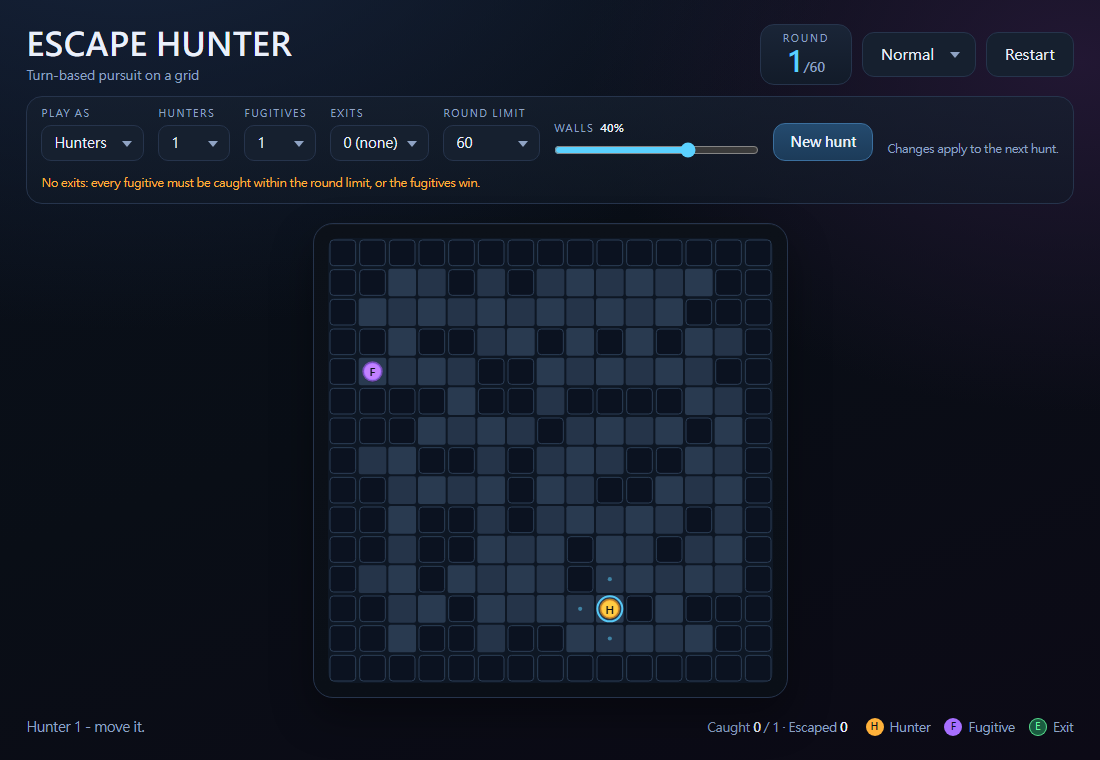 ESCAPE HUNTER
Turn-based pursuit on a grid
ROUND
1/60
Normal
Restart
PLAY AS
HUNTERS
FUGITIVES
EXITS
ROUND LIMIT
Hunters
1
1
0 (none)
60
WALLS 40%
New hunt
Changes apply to the next hunt.
No exits: every fugitive must be caught within the round limit, or the fugitives win.
F
H
Hunter 1 - move it.
Caught 0 / 1 · Escaped 0
H Hunter
F Fugitive
E Exit